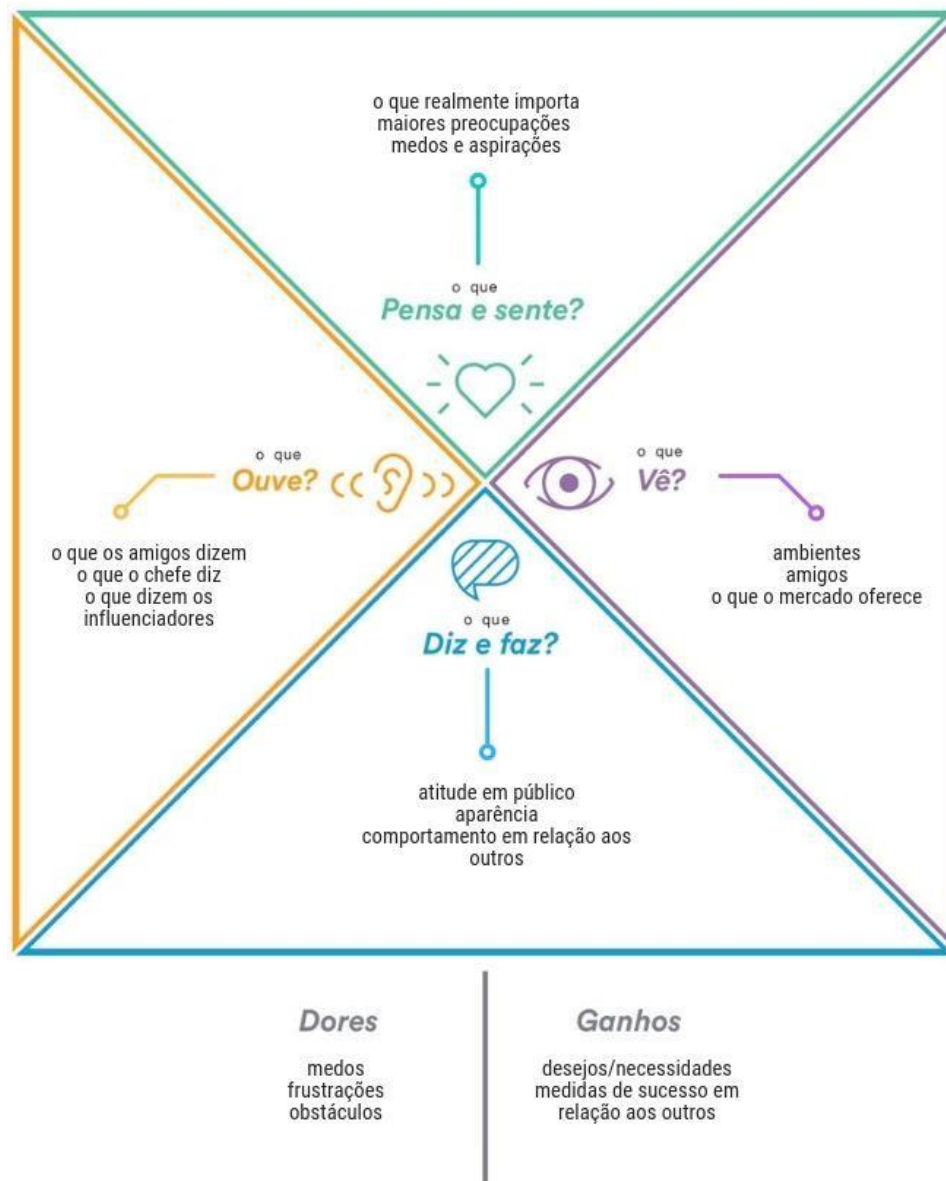 o que realmente importa
maiores preocupações
medos e aspirações
o que
Pensa e sente?
o que
Ouve?
o que os amigos dizem
o que o chefe diz
o que dizem os
influenciadores
o que
Vê?
ambientes
amigos
o que o mercado oferece
o que
Diz e faz?
atitude em público
aparência
comportamento em relação aos
outros
Dores
medos
frustrações
obstáculos
Ganhos
desejos/necessidades
medidas de sucesso em
relação aos outros